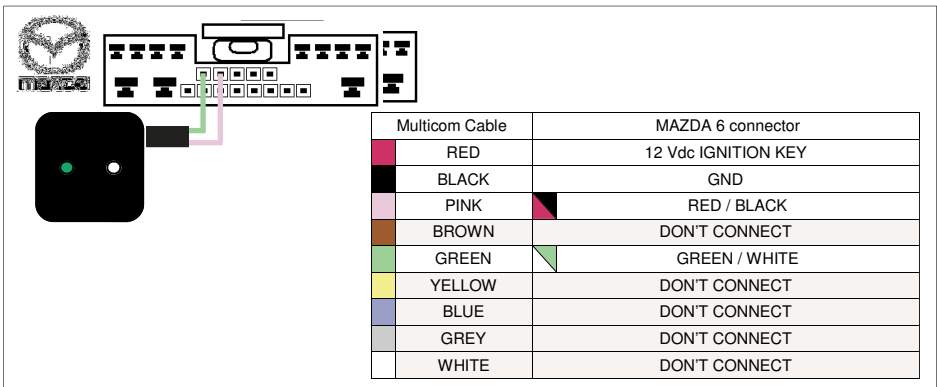 mazda
Multicom Cable MAZDA 6 connector
RED 12 Vdc IGNITION KEY
BLACK GND
PINK RED / BLACK
BROWN DON'T CONNECT
GREEN GREEN / WHITE
YELLOW DON'T CONNECT
BLUE DON'T CONNECT
GREY DON'T CONNECT
WHITE DON'T CONNECT